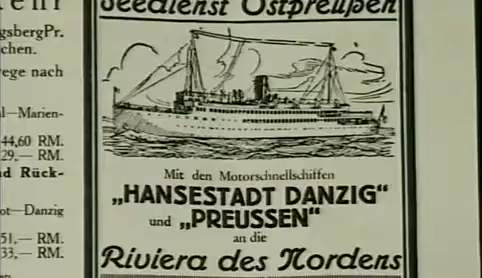 Seedienst Ostpreußen
gsbergPr.
chen.
ege nach
l—Marien-
44,60 RM.
29,— RM.
nd Rück-
ot—Danzig
51,— RM.
33,— RM.
Mit den Motorschnellschiffen
„HANSESTADT DANZIG"
und „PREUSSEN"
an die
Riviera des Nordens